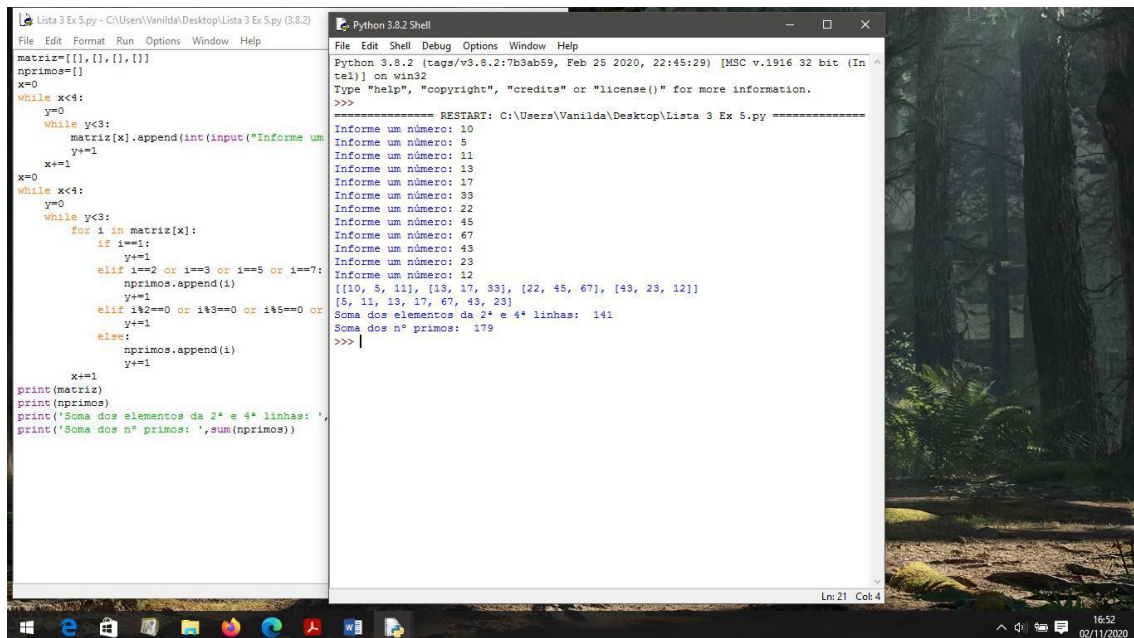 Lista 3 Ex 5.py - C:\Users\Vanilda\Desktop\Lista 3 Ex 5.py (3.8.2)
File Edit Format Run Options Window Help
matriz=[[],[],[],[]]
nprimos=[]
x=0
while x<4:
    y=0
    while y<3:
        matriz[x].append(int(input("Informe um
        y+=1
    x+=1
x=0
while x<4:
    y=0
    while y<3:
        for i in matriz[x]:
            if i==1:
                y+=1
            elif i==2 or i==3 or i==5 or i==7:
                nprimos.append(i)
                y+=1
            elif i%2==0 or i%3==0 or i%5==0 or
                y+=1
            else:
                nprimos.append(i)
                y+=1
        x+=1
print(matriz)
print(nprimos)
print('Soma dos elementos da 2ª e 4ª linhas: ',
print('Soma dos nº primos: ',sum(nprimos))
Python 3.8.2 Shell
File Edit Shell Debug Options Window Help
Python 3.8.2 (tags/v3.8.2:7b3ab59, Feb 25 2020, 22:45:29) [MSC v.1916 32 bit (In
tel)] on win32
Type "help", "copyright", "credits" or "license()" for more information.
>>>
=============== RESTART: C:\Users\Vanilda\Desktop\Lista 3 Ex 5.py ==============
Informe um número: 10
Informe um número: 5
Informe um número: 11
Informe um número: 13
Informe um número: 17
Informe um número: 33
Informe um número: 22
Informe um número: 45
Informe um número: 67
Informe um número: 43
Informe um número: 23
Informe um número: 12
[[10, 5, 11], [13, 17, 33], [22, 45, 67], [43, 23, 12]]
[5, 11, 13, 17, 67, 43, 23]
Soma dos elementos da 2ª e 4ª linhas:  141
Soma dos nº primos:  179
>>>
Ln: 21 Col: 4
16:52
02/11/2020